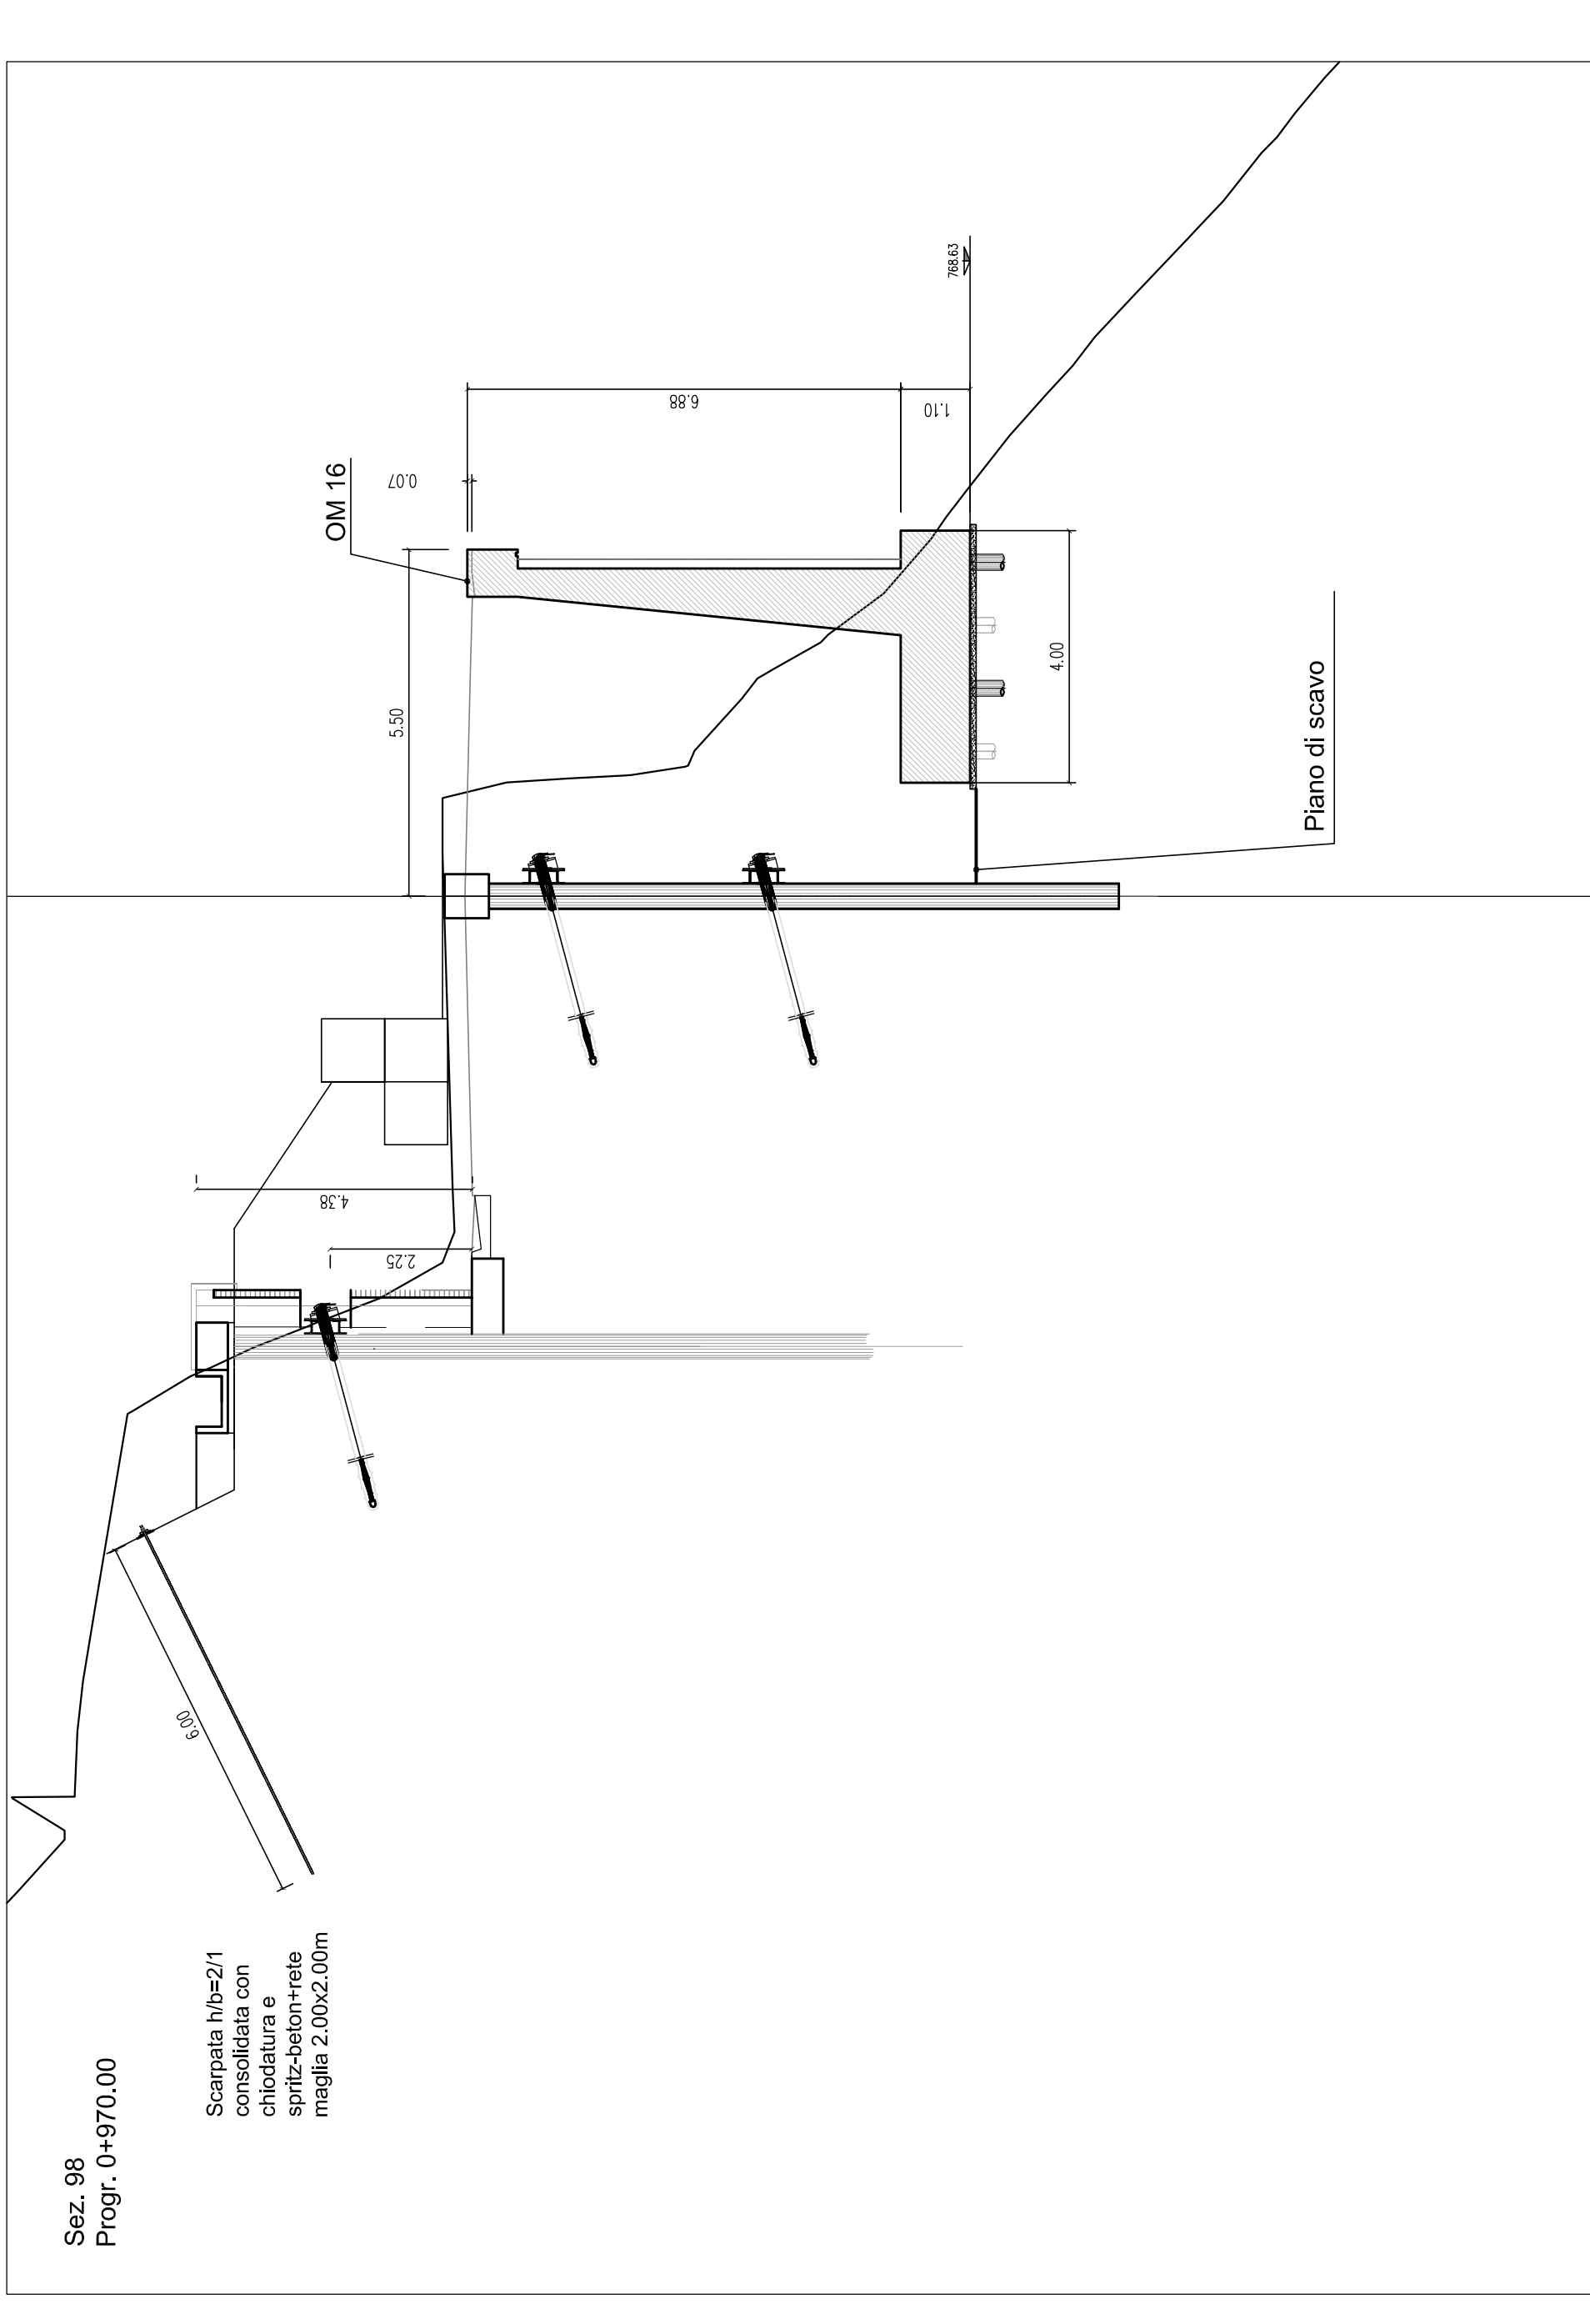 Sez. 98
Progr. 0+970.00
Scarpata h/b=2/1
consolidata con
chiodatura e
spritz-beton+rete
maglia 2.00x2.00m
6.00
4.38
2.25
5.50
OM 16
0.07
6.88
1.10
768.63
4.00
Piano di scavo